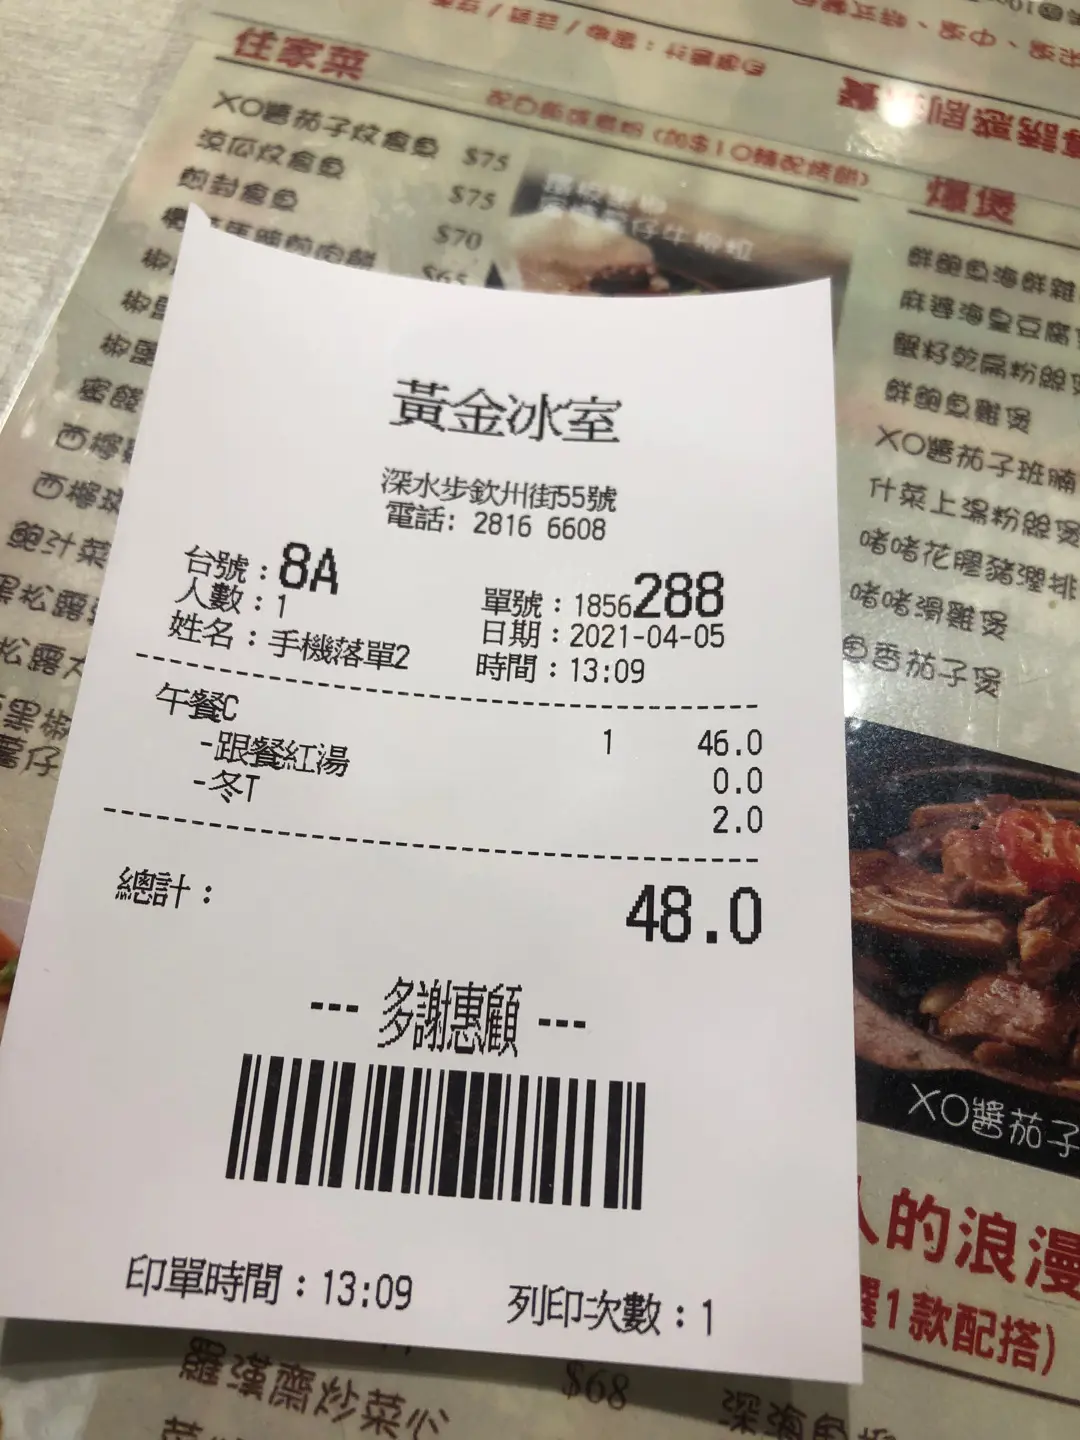 住家菜
XO醬茄子炆倉魚 $75
涼瓜炆倉魚 $75
煎封倉魚 $70
$65
爆煲
鮮鮑魚海鮮雜
麻婆海皇豆腐
蟹籽乾扁粉絲煲
鮮鮑魚雞煲
XO醬茄子班腩
什菜上湯粉絲煲
啫啫花膠豬潤排
啫啫滑雞煲
魚香茄子煲
黃金冰室
深水步欽州街55號
電話: 2816 6608
台號：8A
人數：1
姓名：手機落單2
單號：1856288
日期：2021-04-05
時間：13:09
午餐C 1 46.0
-跟餐紅湯 0.0
-冬T 2.0
總計： 48.0
--- 多謝惠顧 ---
印單時間：13:09 列印次數：1
XO醬茄子
人的浪漫
選1款配搭)
羅漢齋炒菜心 $68